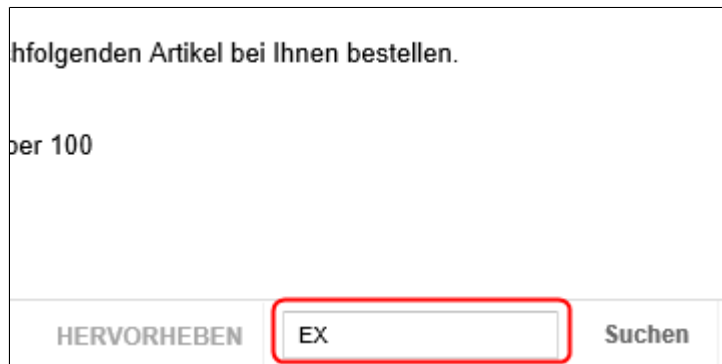 hfolgenden Artikel bei Ihnen bestellen.
ber 100
HERVORHEBEN EX Suchen